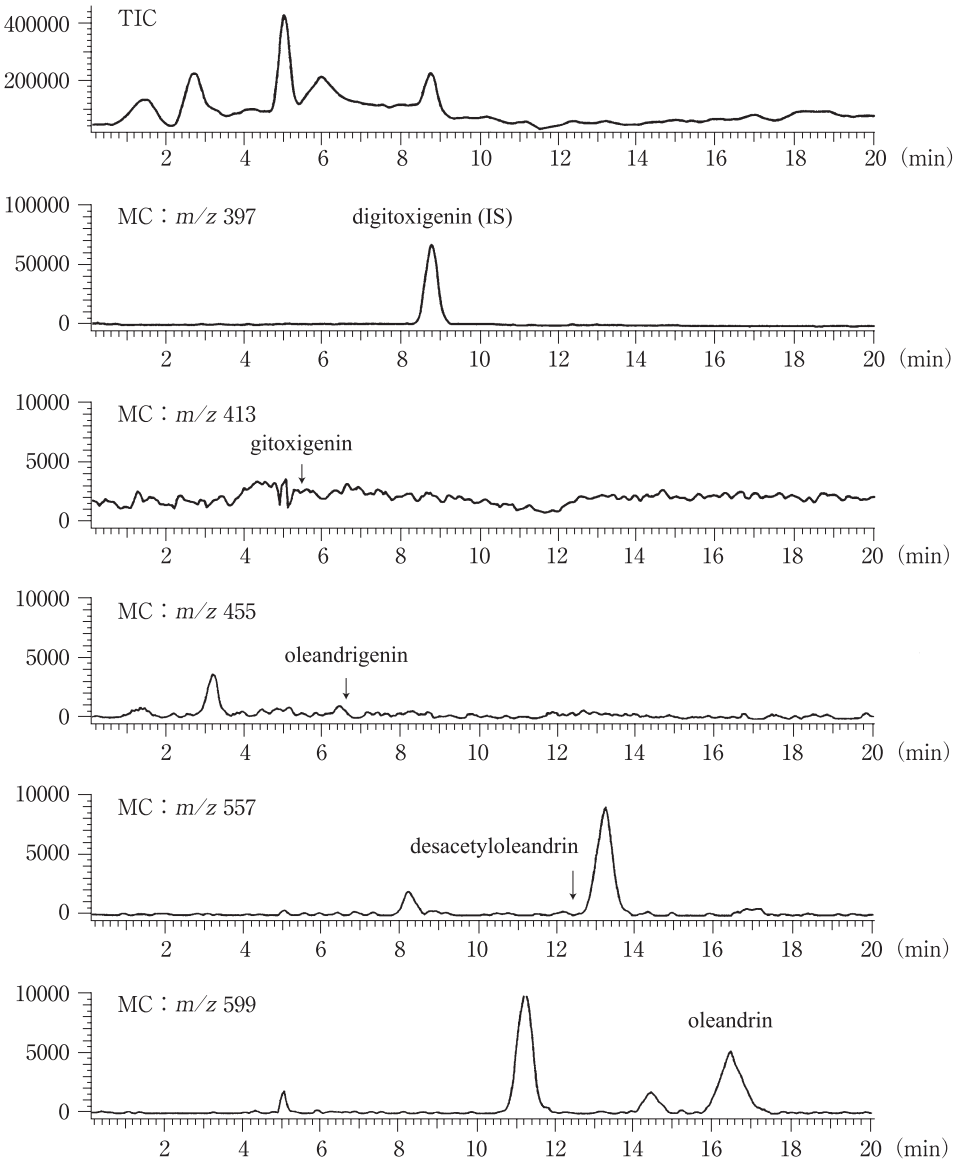 TIC
400000
200000
2 4 6 8 10 12 14 16 18 20 (min)
MC：m/z 397
digitoxigenin (IS)
100000
50000
0
2 4 6 8 10 12 14 16 18 20 (min)
MC：m/z 413
gitoxigenin
10000
5000
0
2 4 6 8 10 12 14 16 18 20 (min)
MC：m/z 455
oleandrigenin
10000
5000
0
2 4 6 8 10 12 14 16 18 20 (min)
MC：m/z 557
desacetyloleandrin
10000
5000
0
2 4 6 8 10 12 14 16 18 20 (min)
MC：m/z 599
oleandrin
10000
5000
0
2 4 6 8 10 12 14 16 18 20 (min)